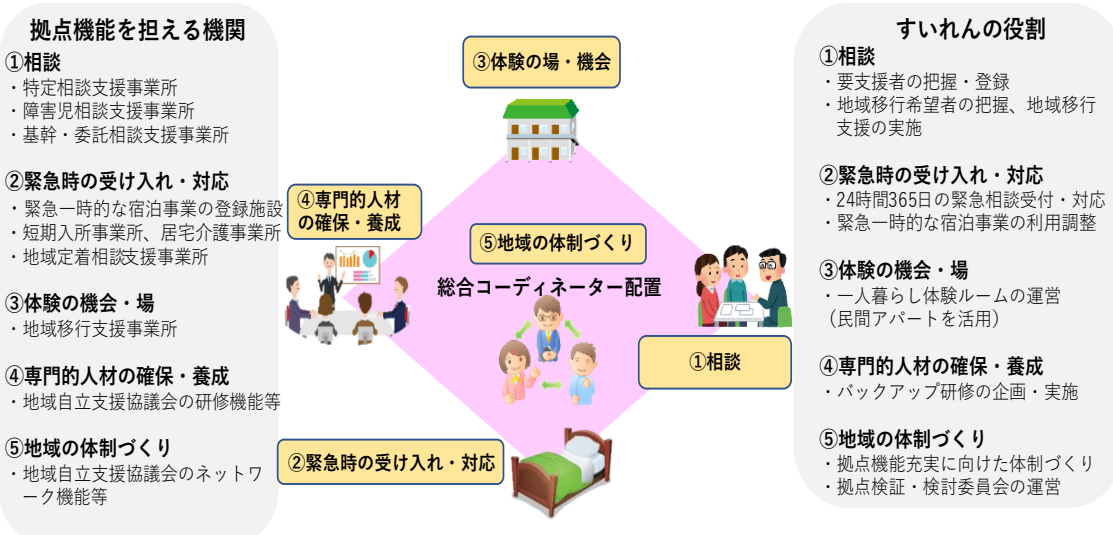 拠点機能を担える機関
①相談
・特定相談支援事業所
・障害児相談支援事業所
・基幹・委託相談支援事業所
②緊急時の受け入れ・対応
・緊急一時的な宿泊事業の登録施設
・短期入所事業所、居宅介護事業所
・地域定着相談支援事業所
③体験の機会・場
・地域移行支援事業所
④専門的人材の確保・養成
・地域自立支援協議会の研修機能等
⑤地域の体制づくり
・地域自立支援協議会のネットワ
ーク機能等
③体験の場・機会
④専門的人材
の確保・養成
⑤地域の体制づくり
総合コーディネーター配置
①相談
②緊急時の受け入れ・対応
すいれんの役割
①相談
・要支援者の把握・登録
・地域移行希望者の把握、地域移行
支援の実施
②緊急時の受け入れ・対応
・24時間365日の緊急相談受付・対応
・緊急一時的な宿泊事業の利用調整
③体験の機会・場
・一人暮らし体験ルームの運営
（民間アパートを活用）
④専門的人材の確保・養成
・バックアップ研修の企画・実施
⑤地域の体制づくり
・拠点機能充実に向けた体制づくり
・拠点検証・検討委員会の運営